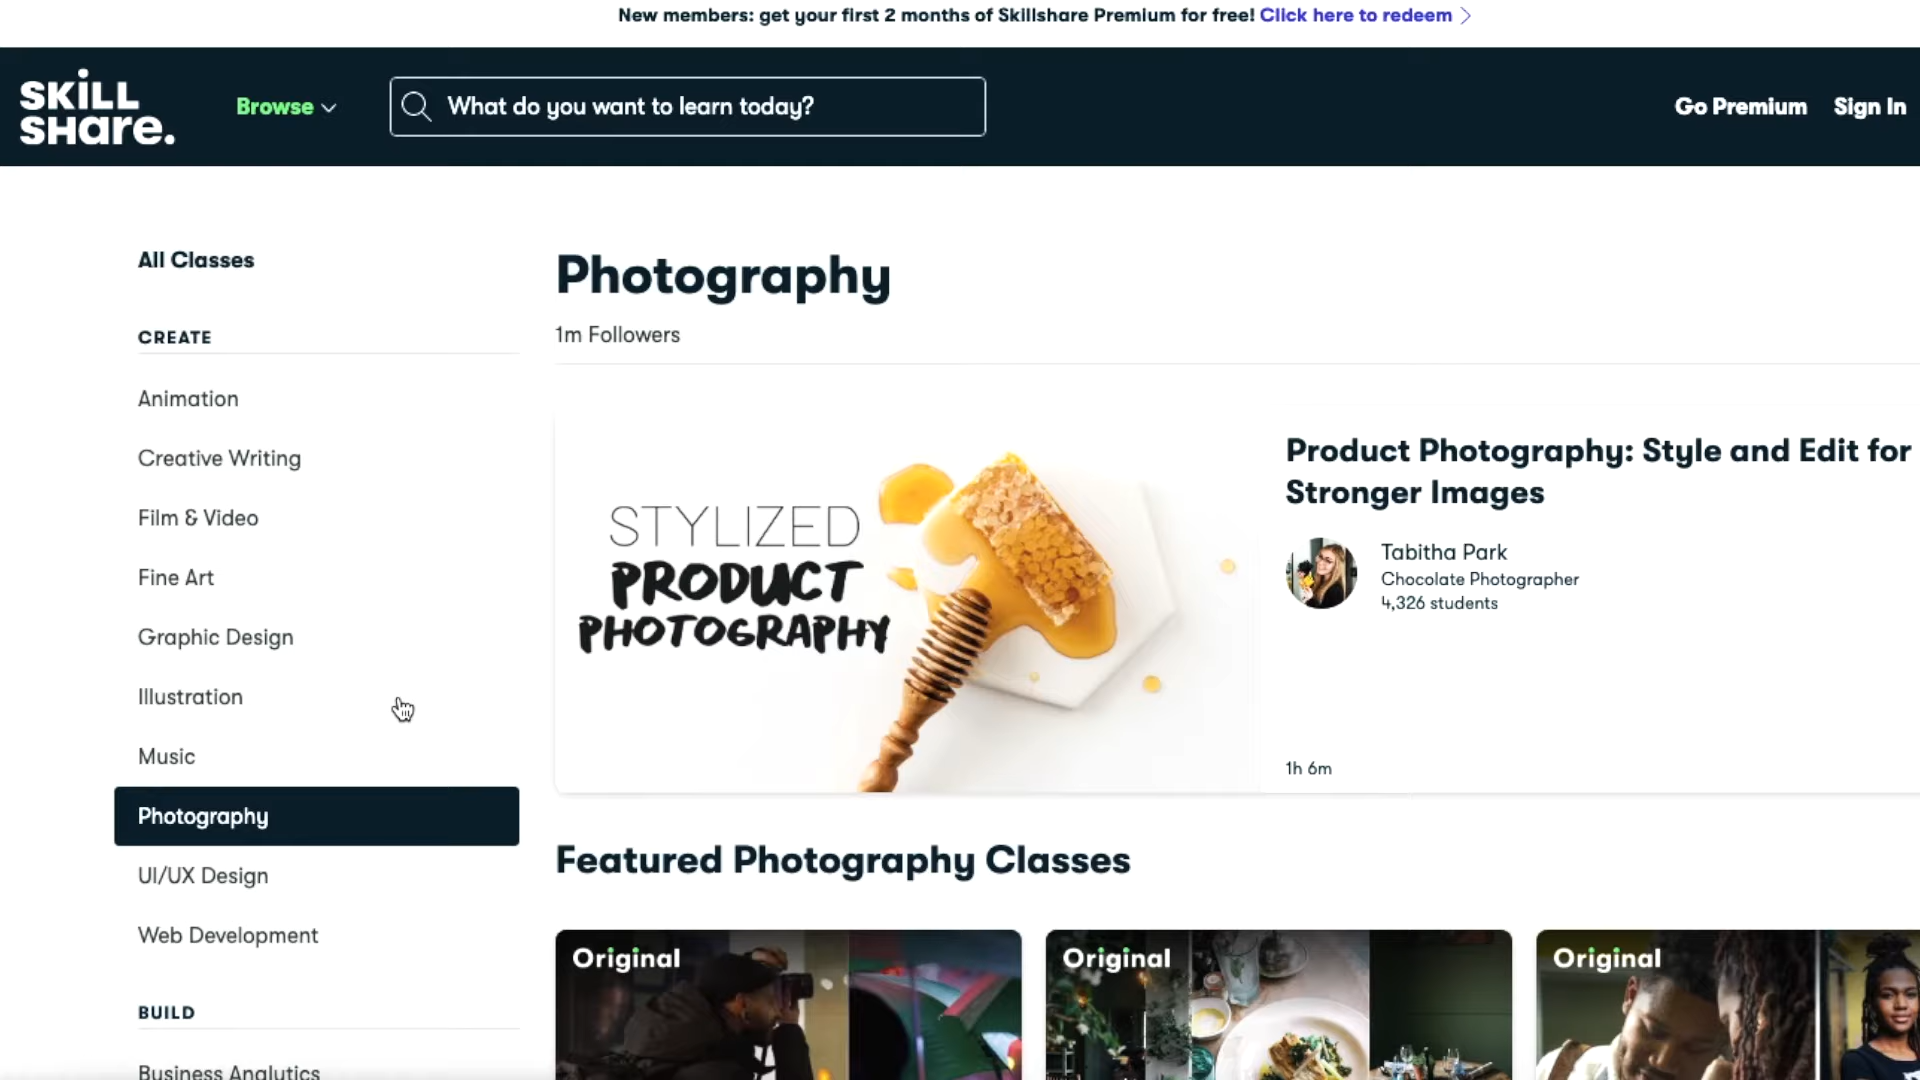 New members: get your first 2 months of Skillshare Premium for free! Click here to redeem
SKILL
SHare.
Browse
What do you want to learn today?
Go Premium
Sign In
All Classes
CREATE
Animation
Creative Writing
Film & Video
Fine Art
Graphic Design
Illustration
Music
Photography
UI/UX Design
Web Development
BUILD
Business Analytics
Photography
1m Followers
STYLIZED
PRODUCT
PHOTOGRAPHY
Product Photography: Style and Edit for
Stronger Images
Tabitha Park
Chocolate Photographer
4,326 students
1h 6m
Featured Photography Classes
Original
Original
Original